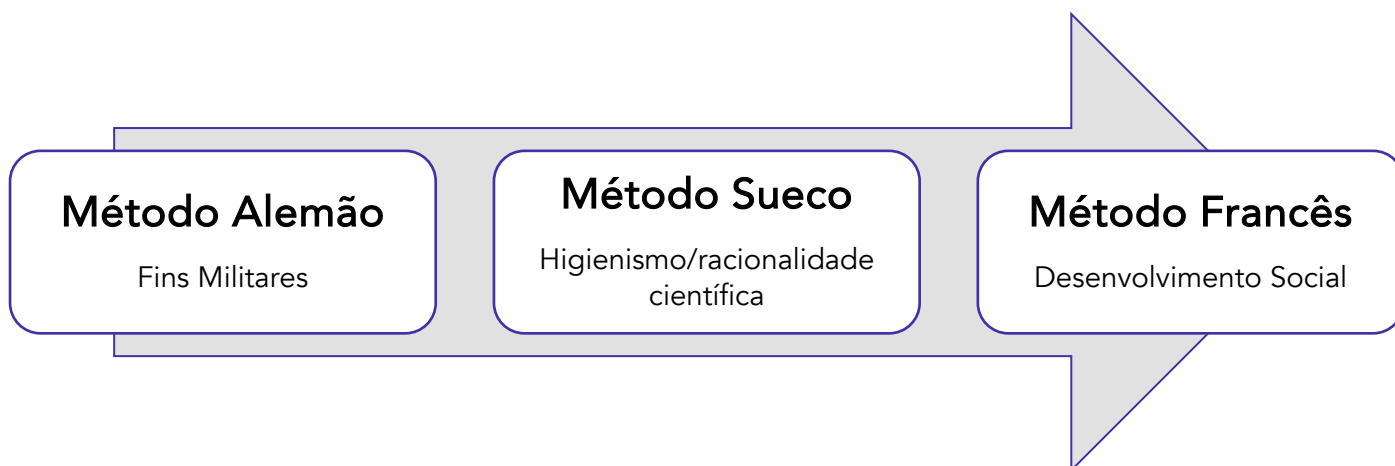 Método Alemão
Fins Militares
Método Sueco
Higienismo/racionalidade
científica
Método Francês
Desenvolvimento Social